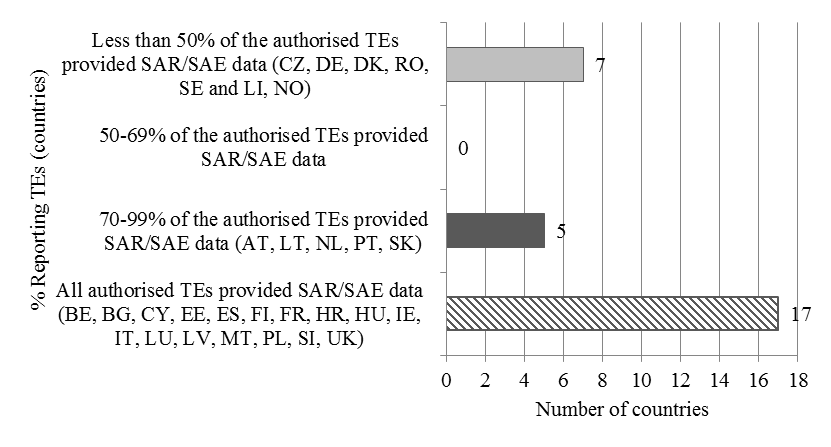 % Reporting TEs (countries)
Less than 50% of the authorised TEs
provided SAR/SAE data (CZ, DE, DK, RO,
SE and LI, NO)
7
50-69% of the authorised TEs provided
SAR/SAE data
0
70-99% of the authorised TEs provided
SAR/SAE data (AT, LT, NL, PT, SK)
5
All authorised TEs provided SAR/SAE data
(BE, BG, CY, EE, ES, FI, FR, HR, HU, IE,
IT, LU, LV, MT, PL, SI, UK)
17
0 2 4 6 8 10 12 14 16 18
Number of countries